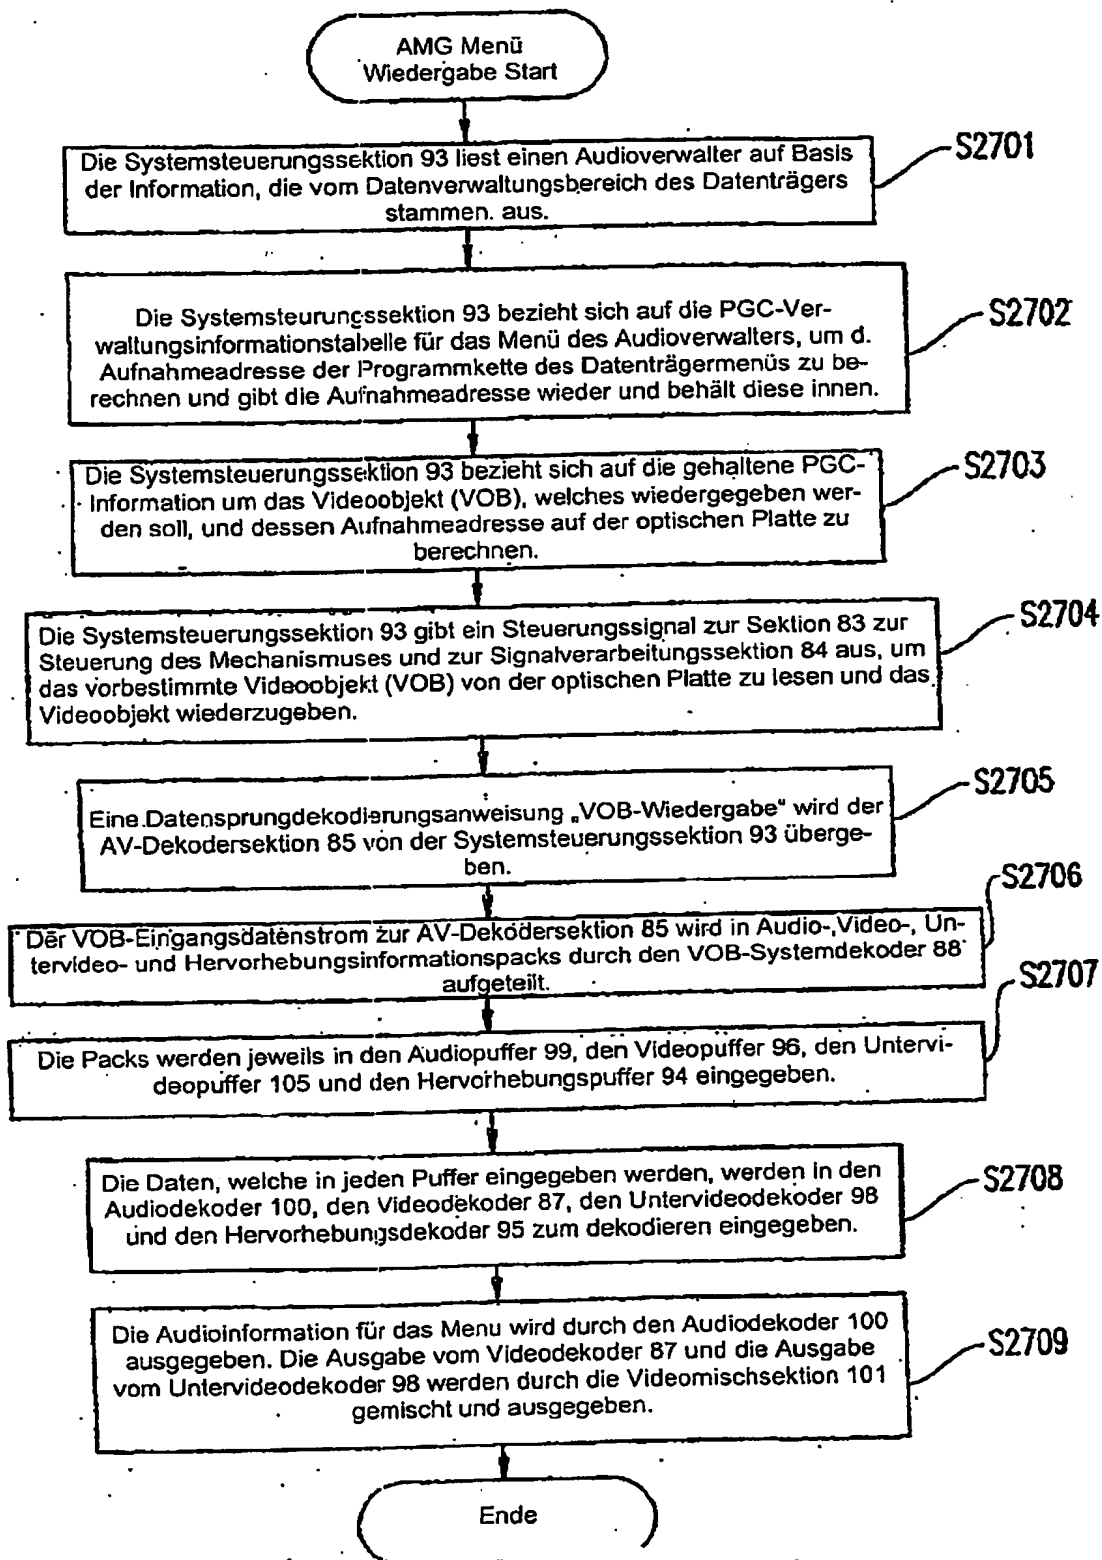 AMG Menü
Wiedergabe Start
Die Systemsteuerungssektion 93 liest einen Audioverwalter auf Basis
der Information, die vom Datenverwaltungsbereich des Datenträgers
stammen. aus.
S2701
Die Systemsteurungssektion 93 bezieht sich auf die PGC-Ver-
waltungsinformationstabelle für das Menü des Audioverwalters, um d.
Aufnahmeadresse der Programmkette des Datenträgermenüs zu be-
rechnen und gibt die Aufnahmeadresse wieder und behält diese innen.
S2702
Die Systemsteuerungssektion 93 bezieht sich auf die gehaltene PGC-
Information um das Videoobjekt (VOB), welches wiedergegeben wer-
den soll, und dessen Aufnahmeadresse auf der optischen Platte zu
berechnen.
S2703
Die Systemsteuerungssektion 93 gibt ein Steuerungssignal zur Sektion 83 zur
Steuerung des Mechanismuses und zur Signalverarbeitungssektion 84 aus, um
das vorbestimmte Videoobjekt (VOB) von der optischen Platte zu lesen und das
Videoobjekt wiederzugeben.
S2704
Eine Datensprungdekodierungsanweisung „VOB-Wiedergabe“ wird der
AV-Dekodersektion 85 von der Systemsteuerungssektion 93 überge-
ben.
S2705
Der VOB-Eingangsdatenstrom zur AV-Dekodersektion 85 wird in Audio-,Video-, Un-
tervideo- und Hervorhebungsinformationspacks durch den VOB-Systemdekoder 88
aufgeteilt.
S2706
Die Packs werden jeweils in den Audiopuffer 99, den Videopuffer 96, den Untervi-
deopuffer 105 und den Hervorhebungspuffer 94 eingegeben.
S2707
Die Daten, welche in jeden Puffer eingegeben werden, werden in den
Audiodekoder 100, den Videodekoder 87, den Untervideodekoder 98
und den Hervorhebungsdekoder 95 zum dekodieren eingegeben.
S2708
Die Audioinformation für das Menu wird durch den Audiodekoder 100
ausgegeben. Die Ausgabe vom Videodekoder 87 und die Ausgabe
vom Untervideodekoder 98 werden durch die Videomischsektion 101
gemischt und ausgegeben.
S2709
Ende